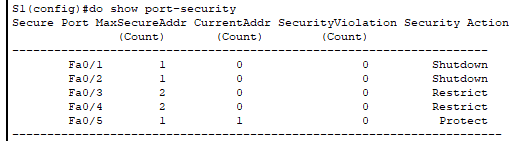 S1(config)#do show port-security
Secure Port MaxSecureAddr CurrentAddr SecurityViolation Security Action
(Count) (Count) (Count)
--------------------------------------------------------------------
Fa0/1 1 0 0 Shutdown
Fa0/2 1 0 0 Shutdown
Fa0/3 2 0 0 Restrict
Fa0/4 2 0 0 Restrict
Fa0/5 1 1 0 Protect
----------------------------------------------------------------------